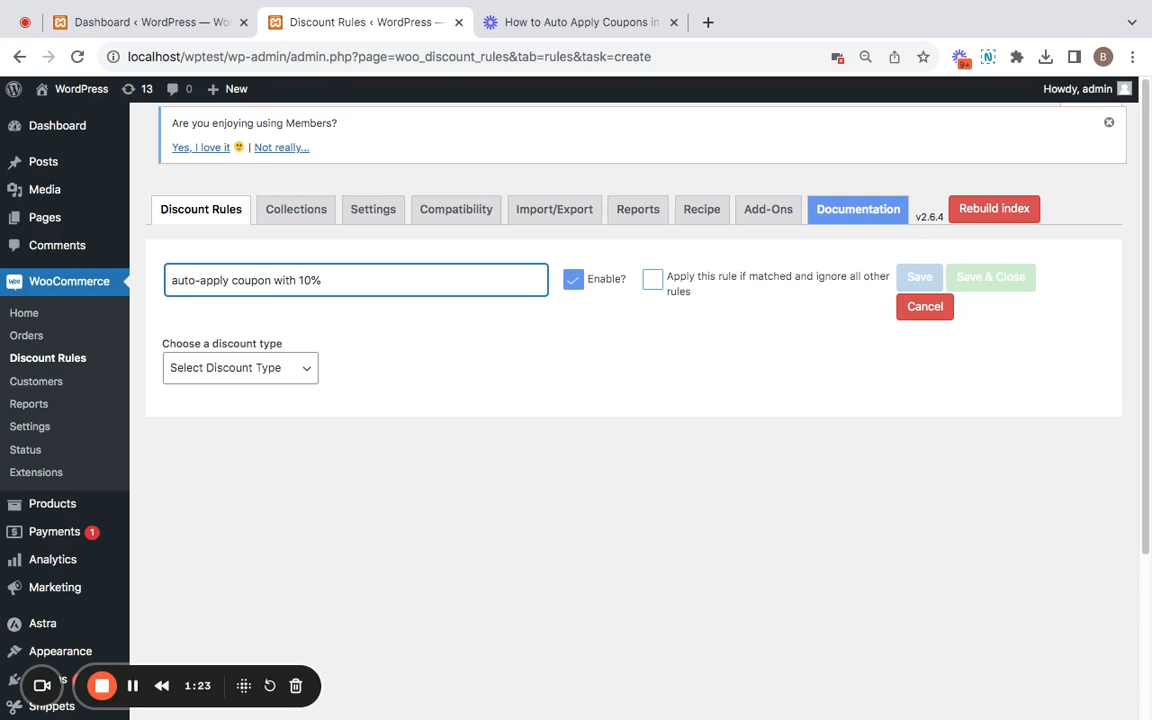 Dashboard ‹ WordPress — Wo
Discount Rules ‹ WordPress —
How to Auto Apply Coupons in
localhost/wptest/wp-admin/admin.php?page=woo_discount_rules&tab=rules&task=create
9+
B
WordPress
13
0
New
Howdy, admin
Dashboard
Posts
Media
Pages
Comments
WooCommerce
Home
Orders
Discount Rules
Customers
Reports
Settings
Status
Extensions
Products
Payments 1
Analytics
Marketing
Astra
Appearance
Snippets
Are you enjoying using Members?
Yes, I love it 🙂 | Not really...
Discount Rules
Collections
Settings
Compatibility
Import/Export
Reports
Recipe
Add-Ons
Documentation
v2.6.4
Rebuild index
auto-apply coupon with 10%
Enable?
Apply this rule if matched and ignore all other
rules
Save
Save & Close
Cancel
Choose a discount type
Select Discount Type
1:23